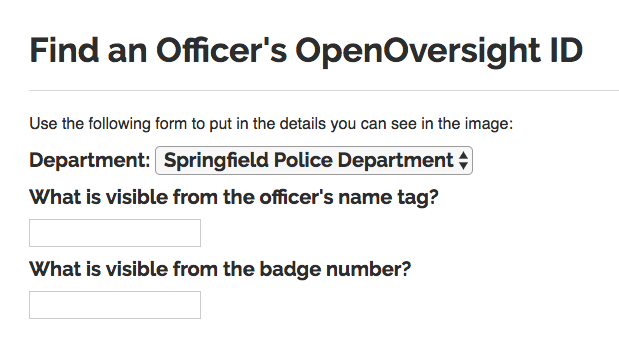 Find an Officer's OpenOversight ID
Use the following form to put in the details you can see in the image:
Department: Springfield Police Department
What is visible from the officer's name tag?
What is visible from the badge number?